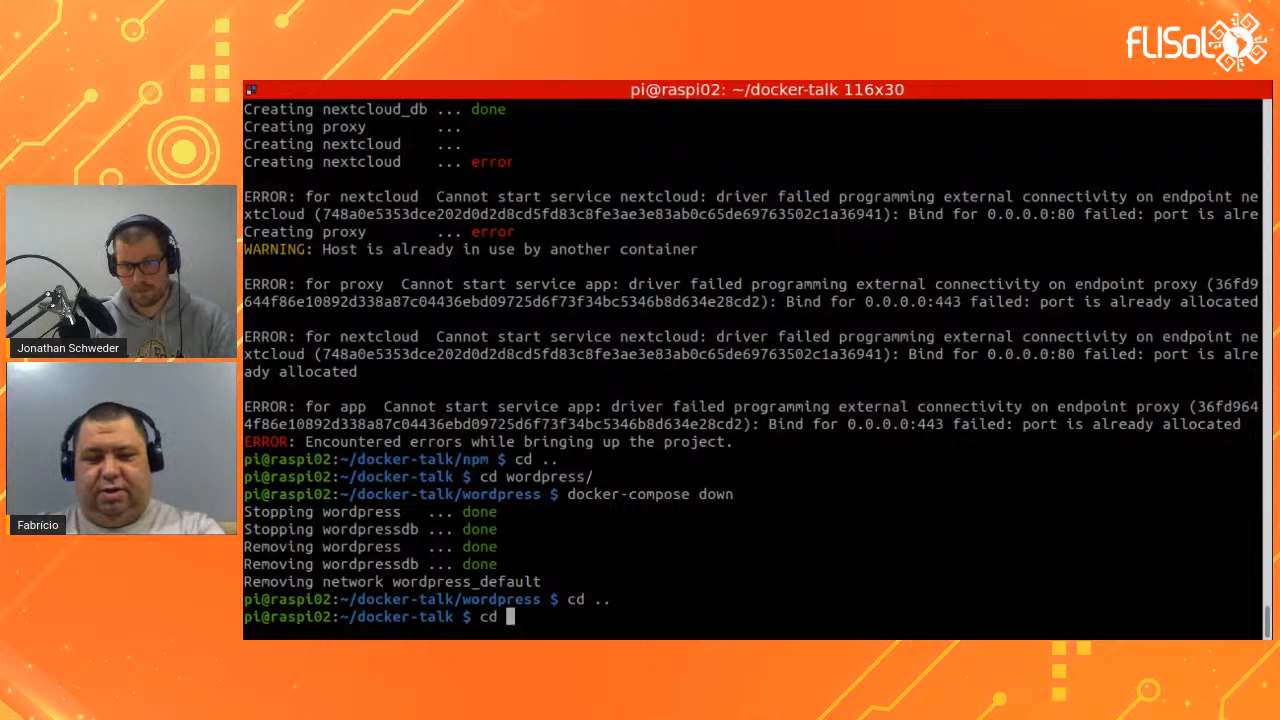 FLISoL
pi@raspi02: ~/docker-talk 116x30
Creating nextcloud_db ... done
Creating proxy        ...
Creating nextcloud    ...
Creating nextcloud    ... error
ERROR: for nextcloud  Cannot start service nextcloud: driver failed programming external connectivity on endpoint ne
xtcloud (748a0e5353dce202d0d2d8cd5fd83c8fe3ae3e83ab0c65de69763502c1a36941): Bind for 0.0.0.0:80 failed: port is alre
Creating proxy        ... error
WARNING: Host is already in use by another container
ERROR: for proxy  Cannot start service app: driver failed programming external connectivity on endpoint proxy (36fd9
644f86e10892d338a87c04436ebd09725d6f73f34bc5346b8d634e28cd2): Bind for 0.0.0.0:443 failed: port is already allocated
ERROR: for nextcloud  Cannot start service nextcloud: driver failed programming external connectivity on endpoint ne
xtcloud (748a0e5353dce202d0d2d8cd5fd83c8fe3ae3e83ab0c65de69763502c1a36941): Bind for 0.0.0.0:80 failed: port is alre
ady allocated
ERROR: for app  Cannot start service app: driver failed programming external connectivity on endpoint proxy (36fd964
4f86e10892d338a87c04436ebd09725d6f73f34bc5346b8d634e28cd2): Bind for 0.0.0.0:443 failed: port is already allocated
ERROR: Encountered errors while bringing up the project.
pi@raspi02:~/docker-talk/npm $ cd ..
pi@raspi02:~/docker-talk $ cd wordpress/
pi@raspi02:~/docker-talk/wordpress $ docker-compose down
Stopping wordpress   ... done
Stopping wordpressdb ... done
Removing wordpress   ... done
Removing wordpressdb ... done
Removing network wordpress_default
pi@raspi02:~/docker-talk/wordpress $ cd ..
pi@raspi02:~/docker-talk $ cd
Jonathan Schweder
Fabrício